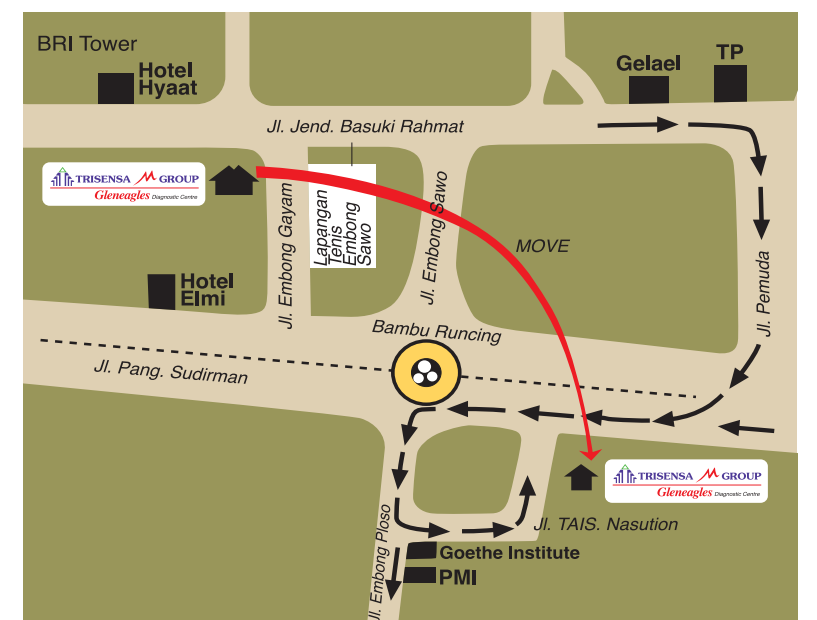 BRI Tower
Hotel
Hyaat
Gelael
TP
Jl. Jend. Basuki Rahmat
TRISENSA M GROUP
Gleneagles Diagnostic Centre
Jl. Embong Gayam
Lapangan
Tenis
Embong
Sawo
Jl. Embong Sawo
MOVE
Jl. Pemuda
Hotel
Elmi
Bambu Runcing
Jl. Pang. Sudirman
TRISENSA M GROUP
Gleneagles Diagnostic Centre
Jl. TAIS. Nasution
Jl. Embong Ploso
Goethe Institute
PMI